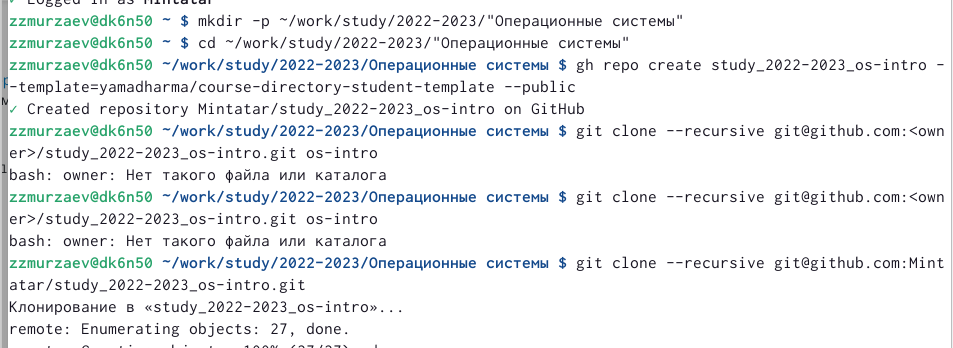 ✓ Logged in as Mintatar
zzmurzaev@dk6n50 ~ $ mkdir -p ~/work/study/2022-2023/"Операционные системы"
zzmurzaev@dk6n50 ~ $ cd ~/work/study/2022-2023/"Операционные системы"
zzmurzaev@dk6n50 ~/work/study/2022-2023/Операционные системы $ gh repo create study_2022-2023_os-intro -
-template=yamadharma/course-directory-student-template --public
✓ Created repository Mintatar/study_2022-2023_os-intro on GitHub
zzmurzaev@dk6n50 ~/work/study/2022-2023/Операционные системы $ git clone --recursive git@github.com:<own
er>/study_2022-2023_os-intro.git os-intro
bash: owner: Нет такого файла или каталога
zzmurzaev@dk6n50 ~/work/study/2022-2023/Операционные системы $ git clone --recursive git@github.com:<own
er>/study_2022-2023_os-intro.git os-intro
bash: owner: Нет такого файла или каталога
zzmurzaev@dk6n50 ~/work/study/2022-2023/Операционные системы $ git clone --recursive git@github.com:Mint
atar/study_2022-2023_os-intro.git
Клонирование в «study_2022-2023_os-intro»...
remote: Enumerating objects: 27, done.